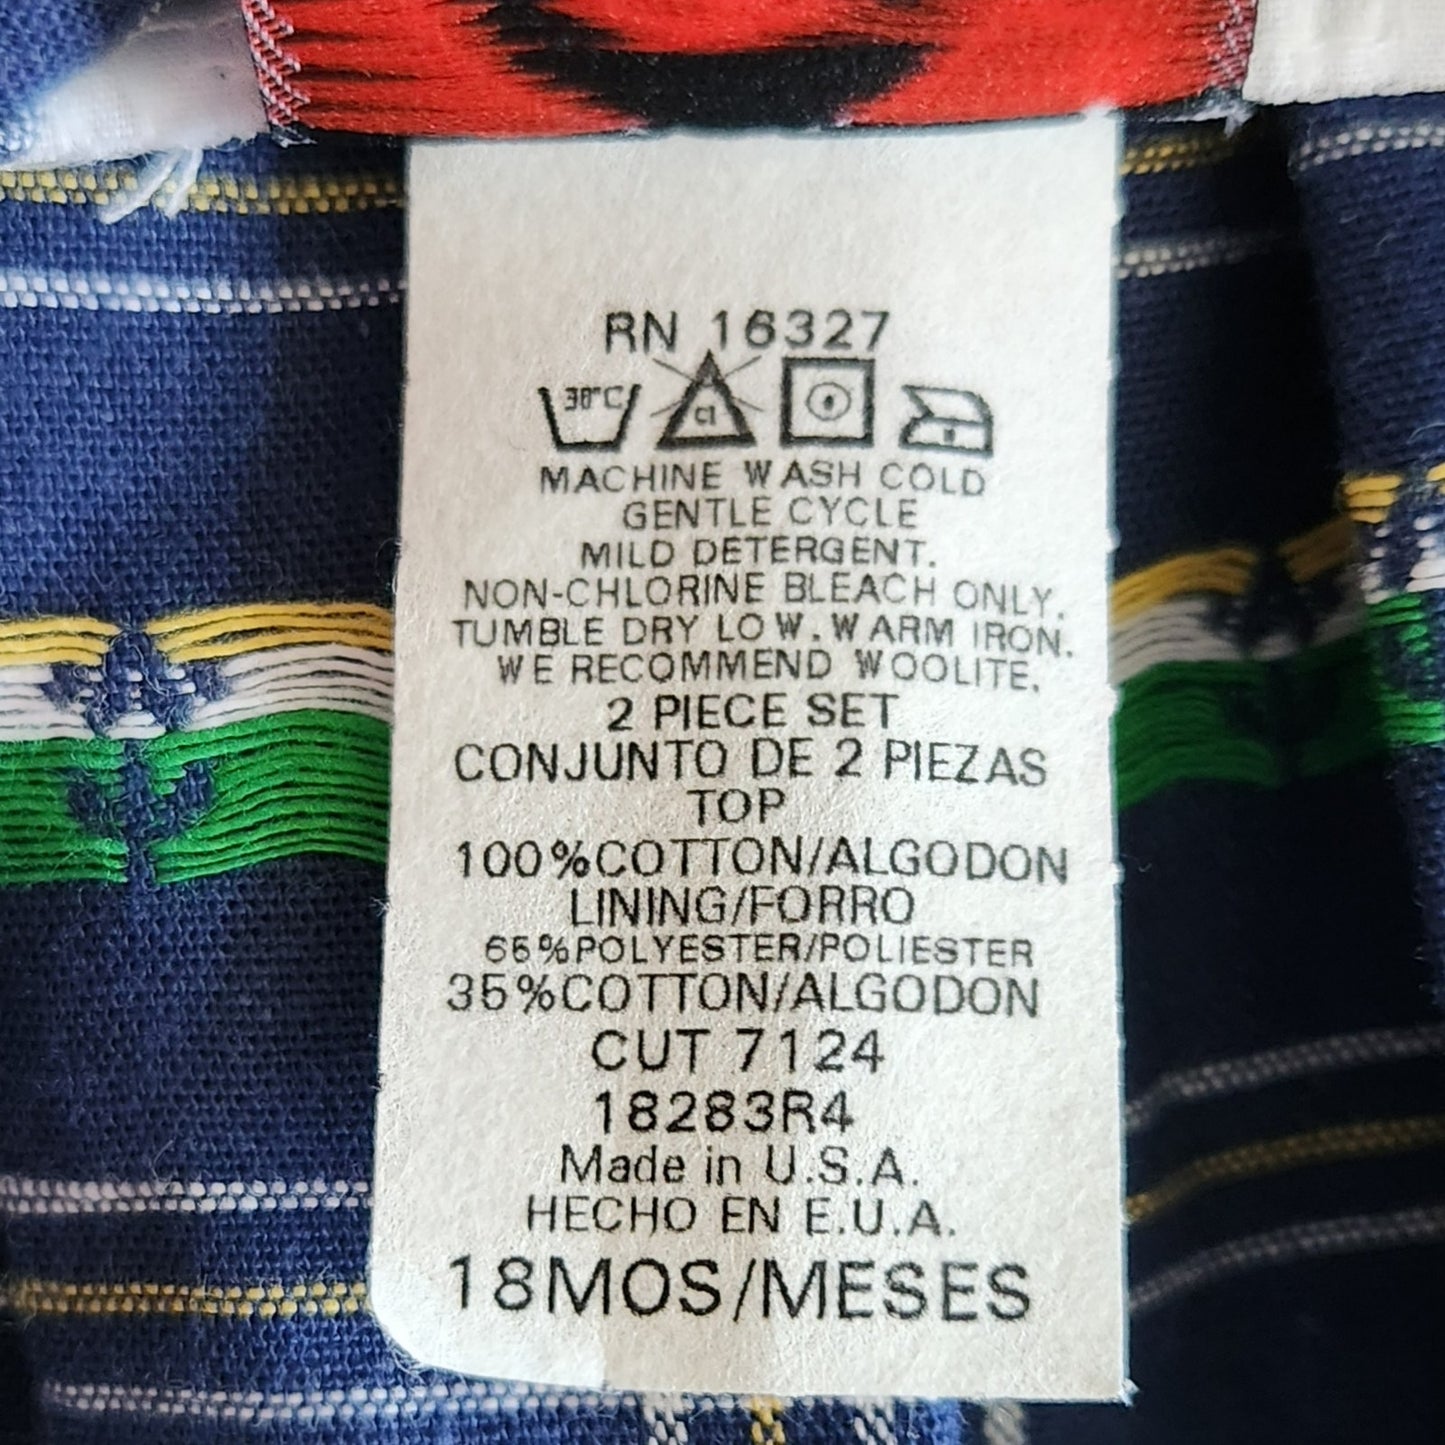 RN 16327
30°C cl
MACHINE WASH COLD
GENTLE CYCLE
MILD DETERGENT.
NON-CHLORINE BLEACH ONLY.
TUMBLE DRY LOW. WARM IRON.
WE RECOMMEND WOOLITE.
2 PIECE SET
CONJUNTO DE 2 PIEZAS
TOP
100%COTTON/ALGODON
LINING/FORRO
65%POLYESTER/POLIESTER
35%COTTON/ALGODON
CUT 7124
18283R4
Made in U.S.A.
HECHO EN E.U.A.
18MOS/MESES